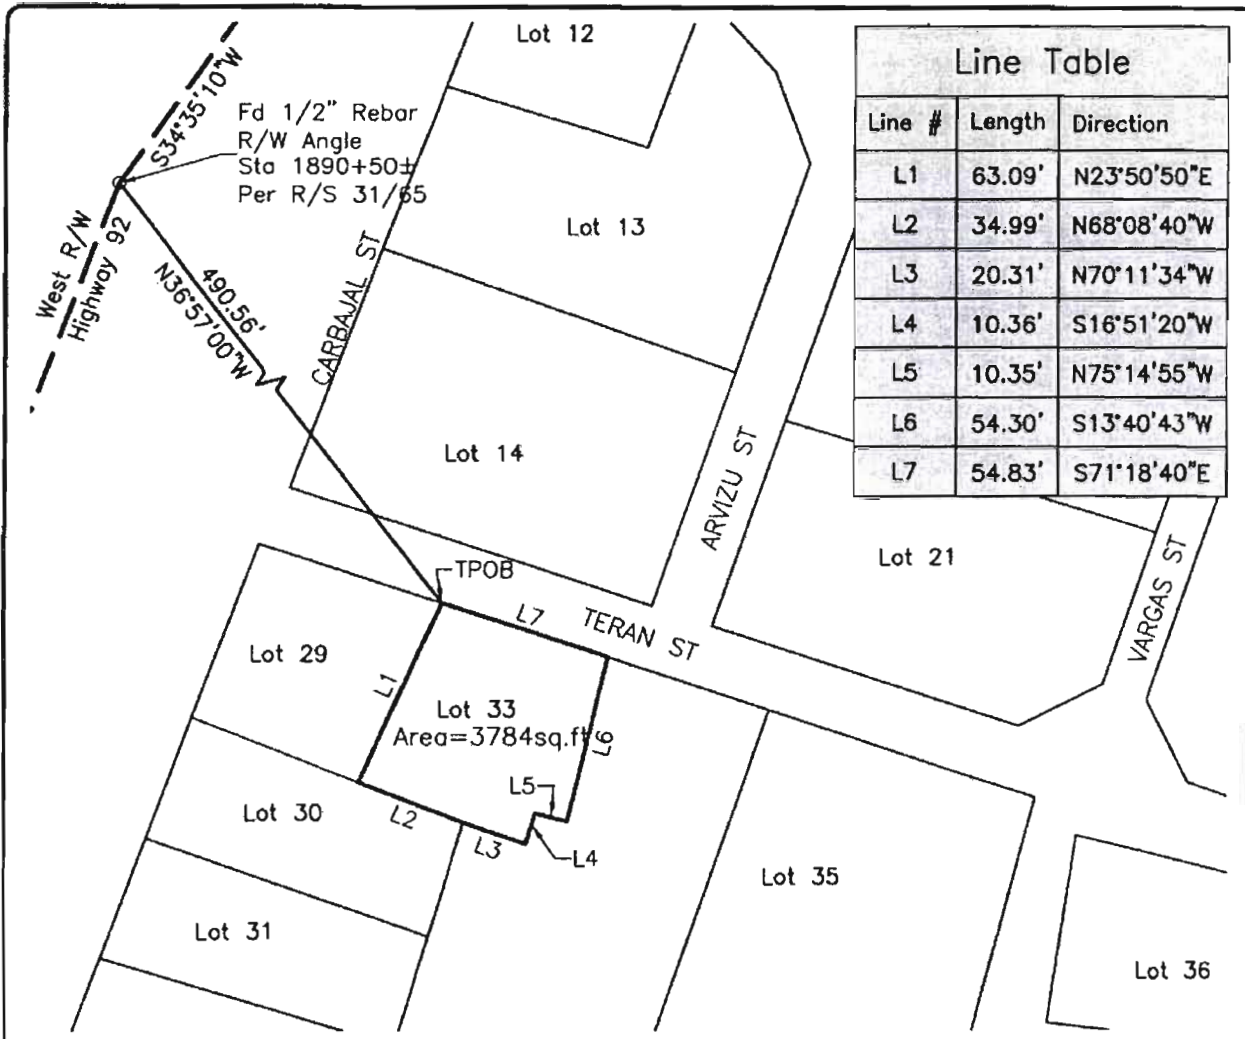 Lot 12
S34°35'10"W
Fd 1/2" Rebar
R/W Angle
Sta 1890+50±
Per R/S 31/65
West R/W
Highway 92
490.56'
N36°57'00"W
CARBAJAL ST
Lot 13
Lot 14
ARVIZU ST
Line Table
Line # Length Direction
L1 63.09' N23°50'50"E
L2 34.99' N68°08'40"W
L3 20.31' N70°11'34"W
L4 10.36' S16°51'20"W
L5 10.35' N75°14'55"W
L6 54.30' S13°40'43"W
L7 54.83' S71°18'40"E
Lot 21
VARGAS ST
TPOB
L7
TERAN ST
Lot 29
L1
Lot 33
Area=3784sq.ft
L6
L5
L2
L3
L4
Lot 30
Lot 31
Lot 35
Lot 36